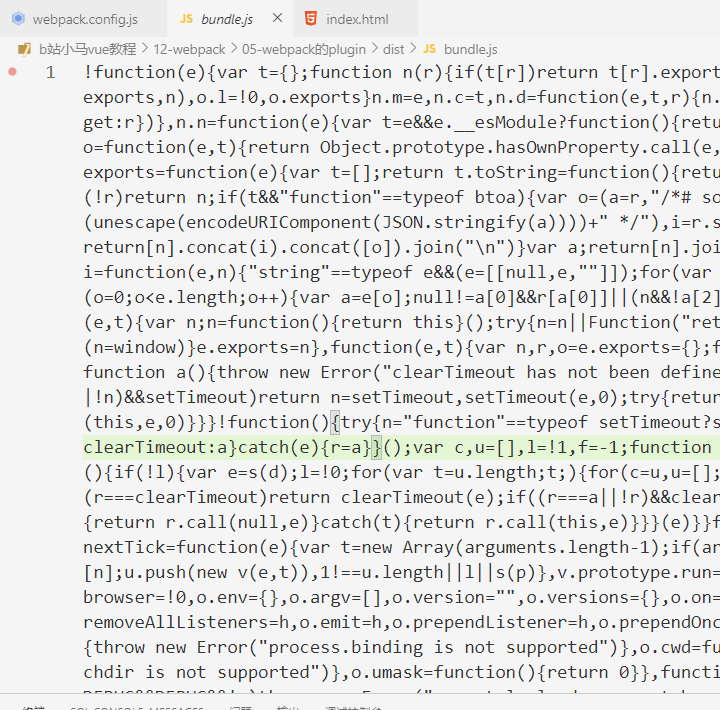 webpack.config.js
JS bundle.js
index.html
b站小马vue教程 > 12-webpack > 05-webpack的plugin > dist > JS bundle.js
1 !function(e){var t={};function n(r){if(t[r])return t[r].export
exports,n),o.l=!0,o.exports}n.m=e,n.c=t,n.d=function(e,t,r){n.
get:r})},n.n=function(e){var t=e&&e.__esModule?function(){retu
o=function(e,t){return Object.prototype.hasOwnProperty.call(e,
exports=function(e){var t=[];return t.toString=function(){retu
(!r)return n;if(t&&"function"==typeof btoa){var o=(a=r,"/*# so
(unescape(encodeURIComponent(JSON.stringify(a))))+" */"),i=r.s
return[n].concat(i).concat([o]).join("\n")}var a;return[n].joi
i=function(e,n){"string"==typeof e&&(e=[[null,e,""]]);for(var
(o=0;o<e.length;o++){var a=e[o];null!=a[0]&&r[a[0]]||(n&&!a[2]
(e,t){var n;n=function(){return this}();try{n=n||Function("ret
(n=window)}e.exports=n},function(e,t){var n,r,o=e.exports={};f
function a(){throw new Error("clearTimeout has not been define
|!n)&&setTimeout)return n=setTimeout,setTimeout(e,0);try{retur
(this,e,0)}}}!function(){try{n="function"==typeof setTimeout?s
clearTimeout:a}catch(e){r=a}}();var c,u=[],l=!1,f=-1;function
(){if(!l){var e=s(d);l=!0;for(var t=u.length;t;){for(c=u,u=[];
(r===clearTimeout)return clearTimeout(e);if((r===a||!r)&&clear
{return r.call(null,e)}catch(t){return r.call(this,e)}}}(e)}}f
nextTick=function(e){var t=new Array(arguments.length-1);if(ar
[n];u.push(new v(e,t)),1!==u.length||l||s(p)},v.prototype.run=
browser=!0,o.env={},o.argv=[],o.version="",o.versions={},o.on=
removeAllListeners=h,o.emit=h,o.prependListener=h,o.prependOnc
{throw new Error("process.binding is not supported")},o.cwd=fu
chdir is not supported")},o.umask=function(){return 0}},functi